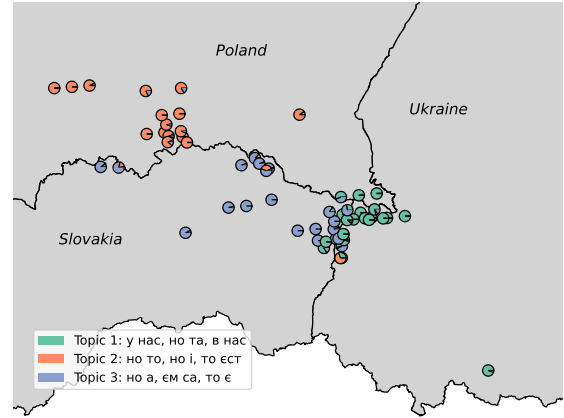 Poland
Ukraine
Slovakia
Topic 1: у нас, но та, в нас
Topic 2: но то, но і, то єст
Topic 3: но а, єм са, то є